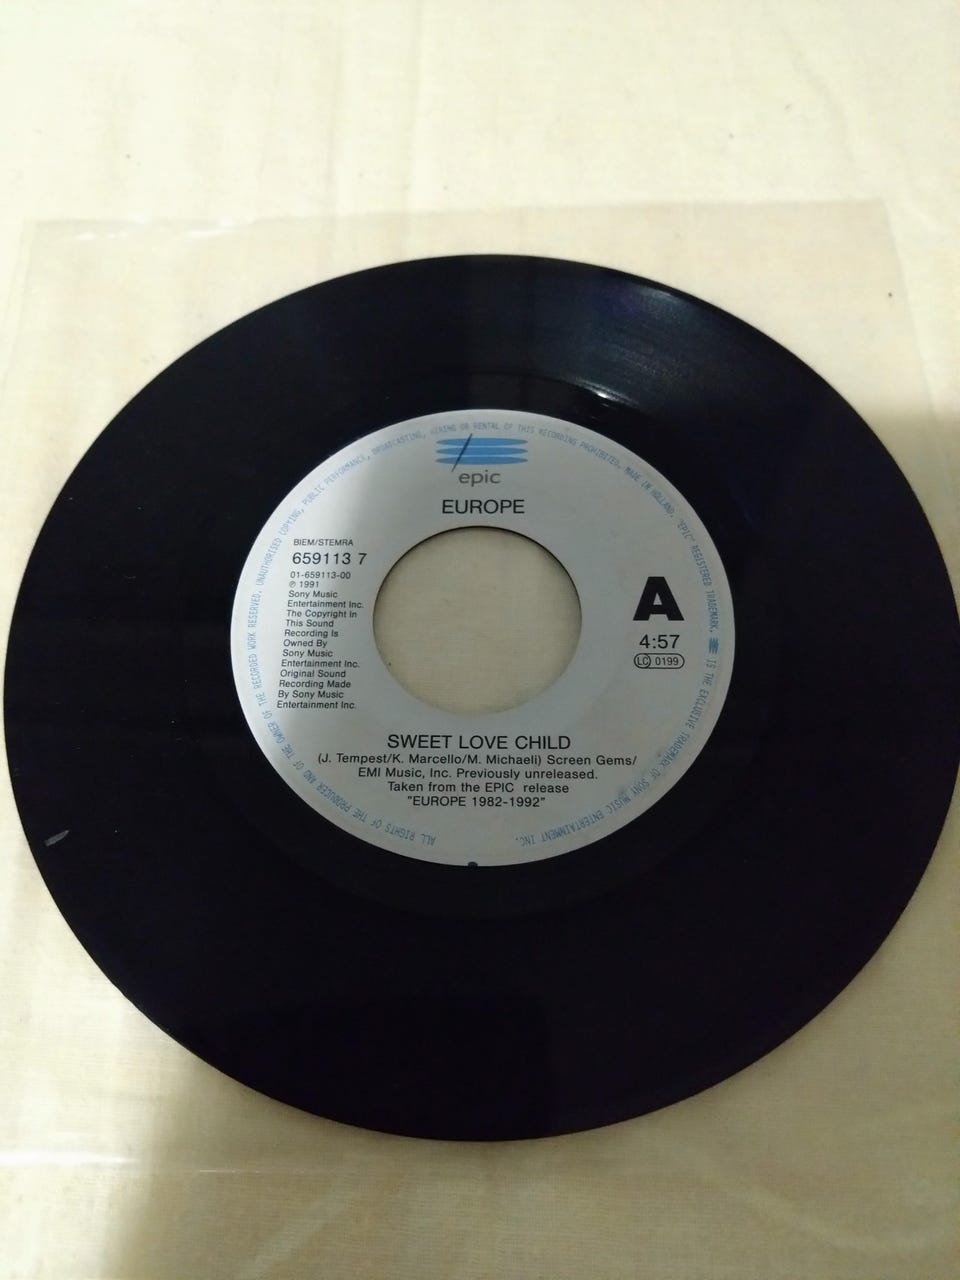 epic
EUROPE
BIEM/STEMRA
659113 7
01-659113-00
℗ 1991
Sony Music
Entertainment Inc.
The Copyright In
This Sound
Recording Is
Owned By
Sony Music
Entertainment Inc.
Original Sound
Recording Made
By Sony Music
Entertainment Inc.
A
4:57
LC 0199
SWEET LOVE CHILD
(J. Tempest/K. Marcello/M. Michaeli) Screen Gems/
EMI Music, Inc. Previously unreleased.
Taken from the EPIC release
"EUROPE 1982-1992"
ALL RIGHTS OF THE PRODUCER AND OF THE OWNER OF THE RECORDED WORK RESERVED. UNAUTHORISED COPYING, PUBLIC PERFORMANCE, BROADCASTING, HIRING OR RENTAL OF THIS RECORDING PROHIBITED. MADE IN HOLLAND. "EPIC" REGISTERED TRADEMARK. IS THE EXCLUSIVE TRADEMARK OF SONY MUSIC ENTERTAINMENT INC.